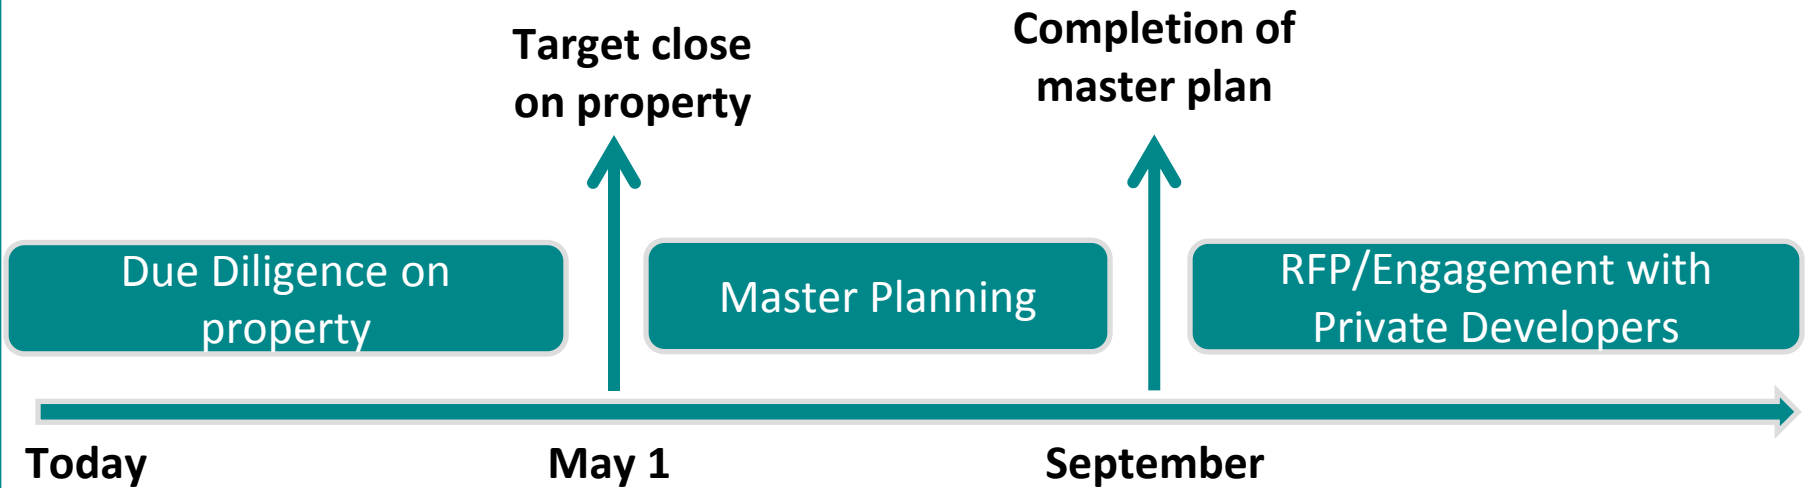 Target close
on property
Completion of
master plan
Due Diligence on
property
Master Planning
RFP/Engagement with
Private Developers
Today
May 1
September